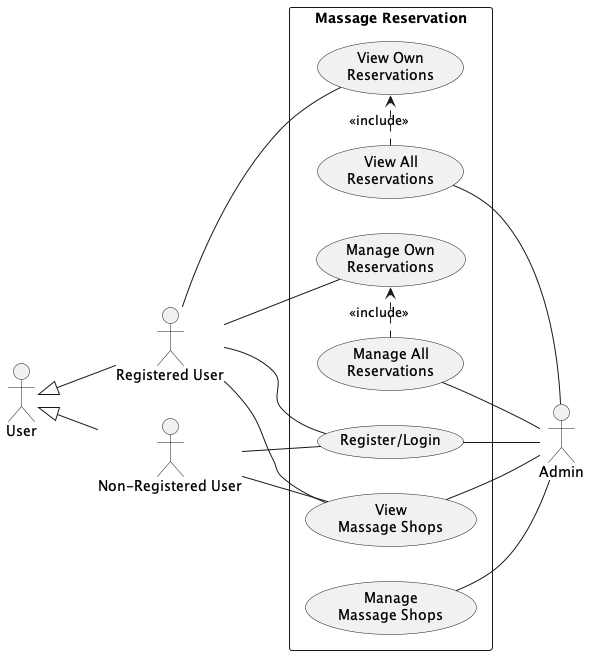 Massage Reservation
View Own
Reservations
«include»
View All
Reservations
Manage Own
Reservations
«include»
Manage All
Reservations
Registered User
User
Register/Login
Admin
Non-Registered User
View
Massage Shops
Manage
Massage Shops